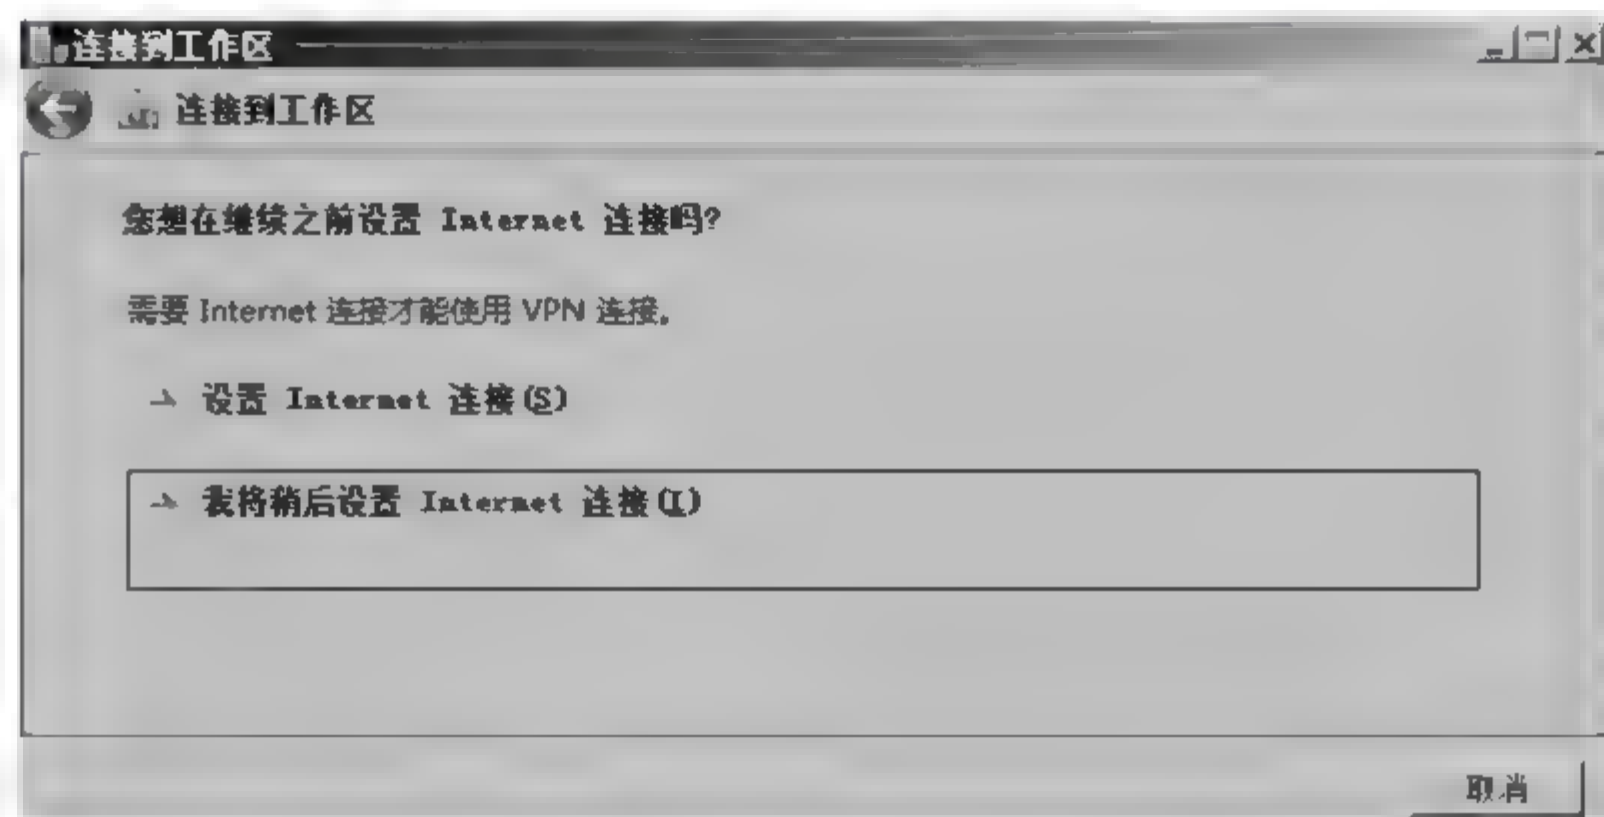 连接到工作区
连接到工作区
您想在继续之前设置 Internet 连接吗?
需要 Internet 连接才能使用 VPN 连接。
设置 Internet 连接(S)
我将稍后设置 Internet 连接(I)
取消